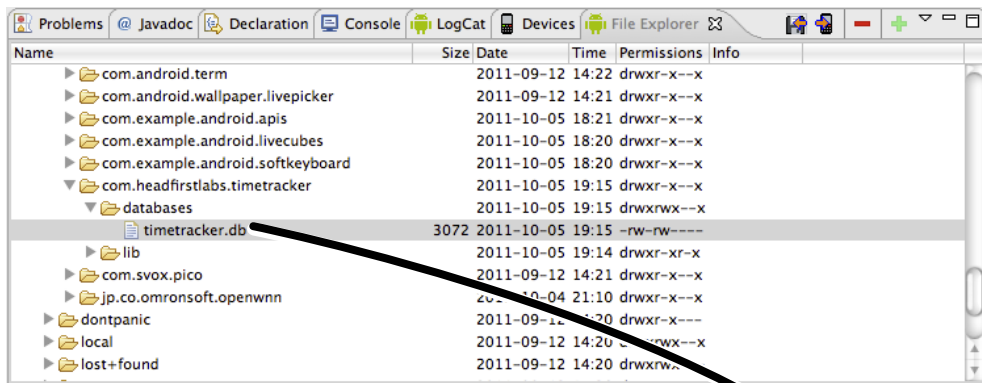 Problems @ Javadoc Declaration Console LogCat Devices File Explorer
Name Size Date Time Permissions Info
com.android.term 2011-09-12 14:22 drwxr-x--x
com.android.wallpaper.livepicker 2011-09-12 14:21 drwxr-x--x
com.example.android.apis 2011-10-05 18:21 drwxr-x--x
com.example.android.livecubes 2011-10-05 18:20 drwxr-x--x
com.example.android.softkeyboard 2011-10-05 18:20 drwxr-x--x
com.headfirstlabs.timetracker 2011-10-05 19:15 drwxr-x--x
databases 2011-10-05 19:15 drwxrwx--x
timetracker.db 3072 2011-10-05 19:15 -rw-rw----
lib 2011-10-05 19:14 drwxr-xr-x
com.svox.pico 2011-09-12 14:21 drwxr-x--x
jp.co.omronsoft.openwnn 21:10 drwxr-x--x
dontpanic drwxr-x---
local 2011-09-12 14:20
lost+found 2011-09-12 14:20